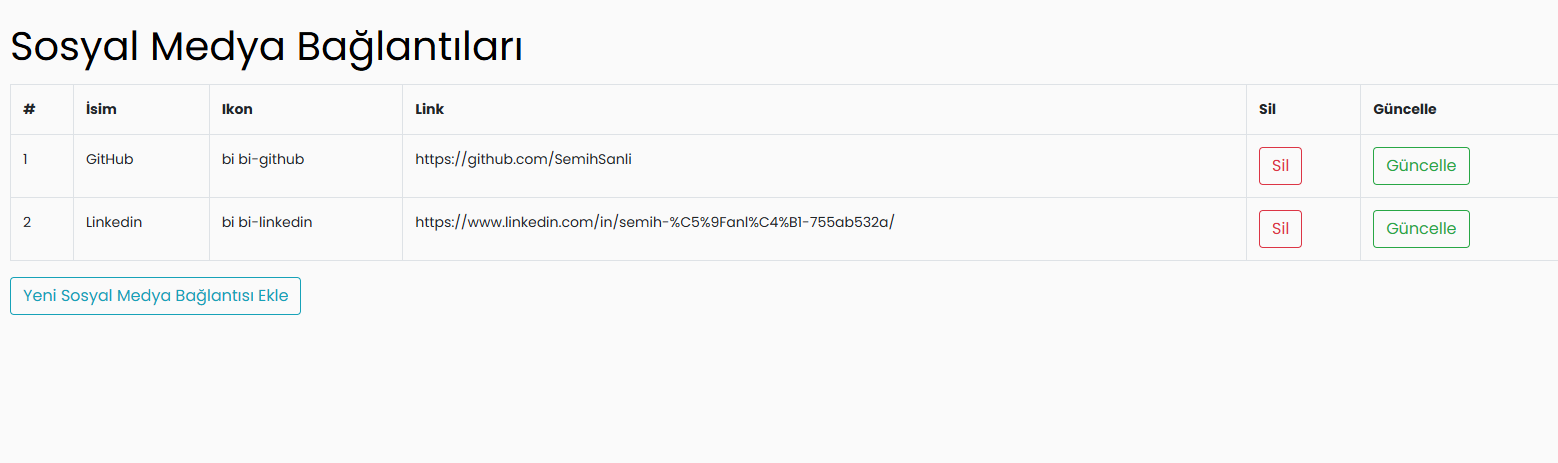 Sosyal Medya Bağlantıları
# İsim Ikon Link Sil Güncelle
1 GitHub bi bi-github https://github.com/SemihSanli Sil Güncelle
2 Linkedin bi bi-linkedin https://www.linkedin.com/in/semih-%C5%9Fanl%C4%B1-755ab532a/ Sil Güncelle
Yeni Sosyal Medya Bağlantısı Ekle